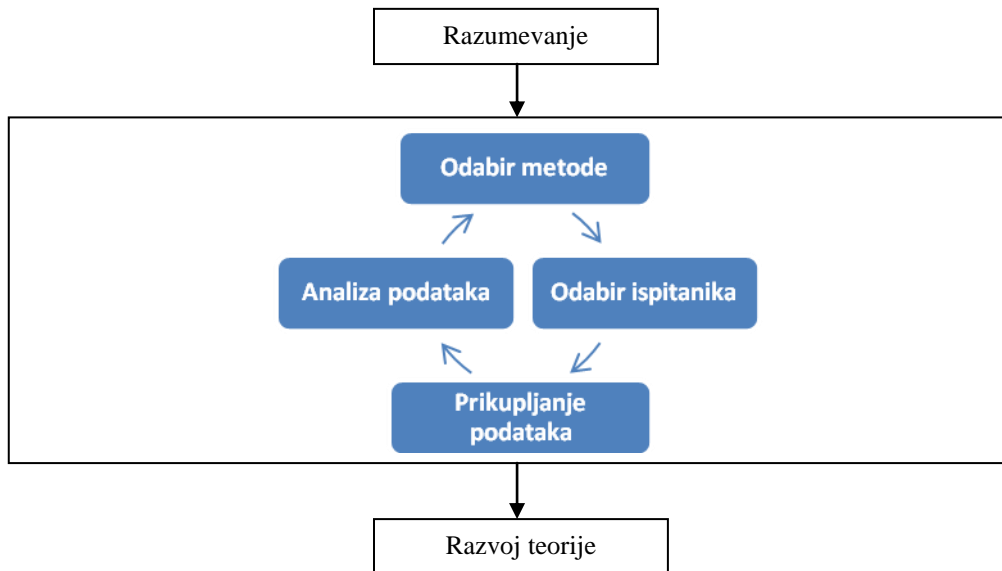 Razumevanje
Odabir metode
Analiza podataka
Odabir ispitanika
Prikupljanje
podataka
Razvoj teorije